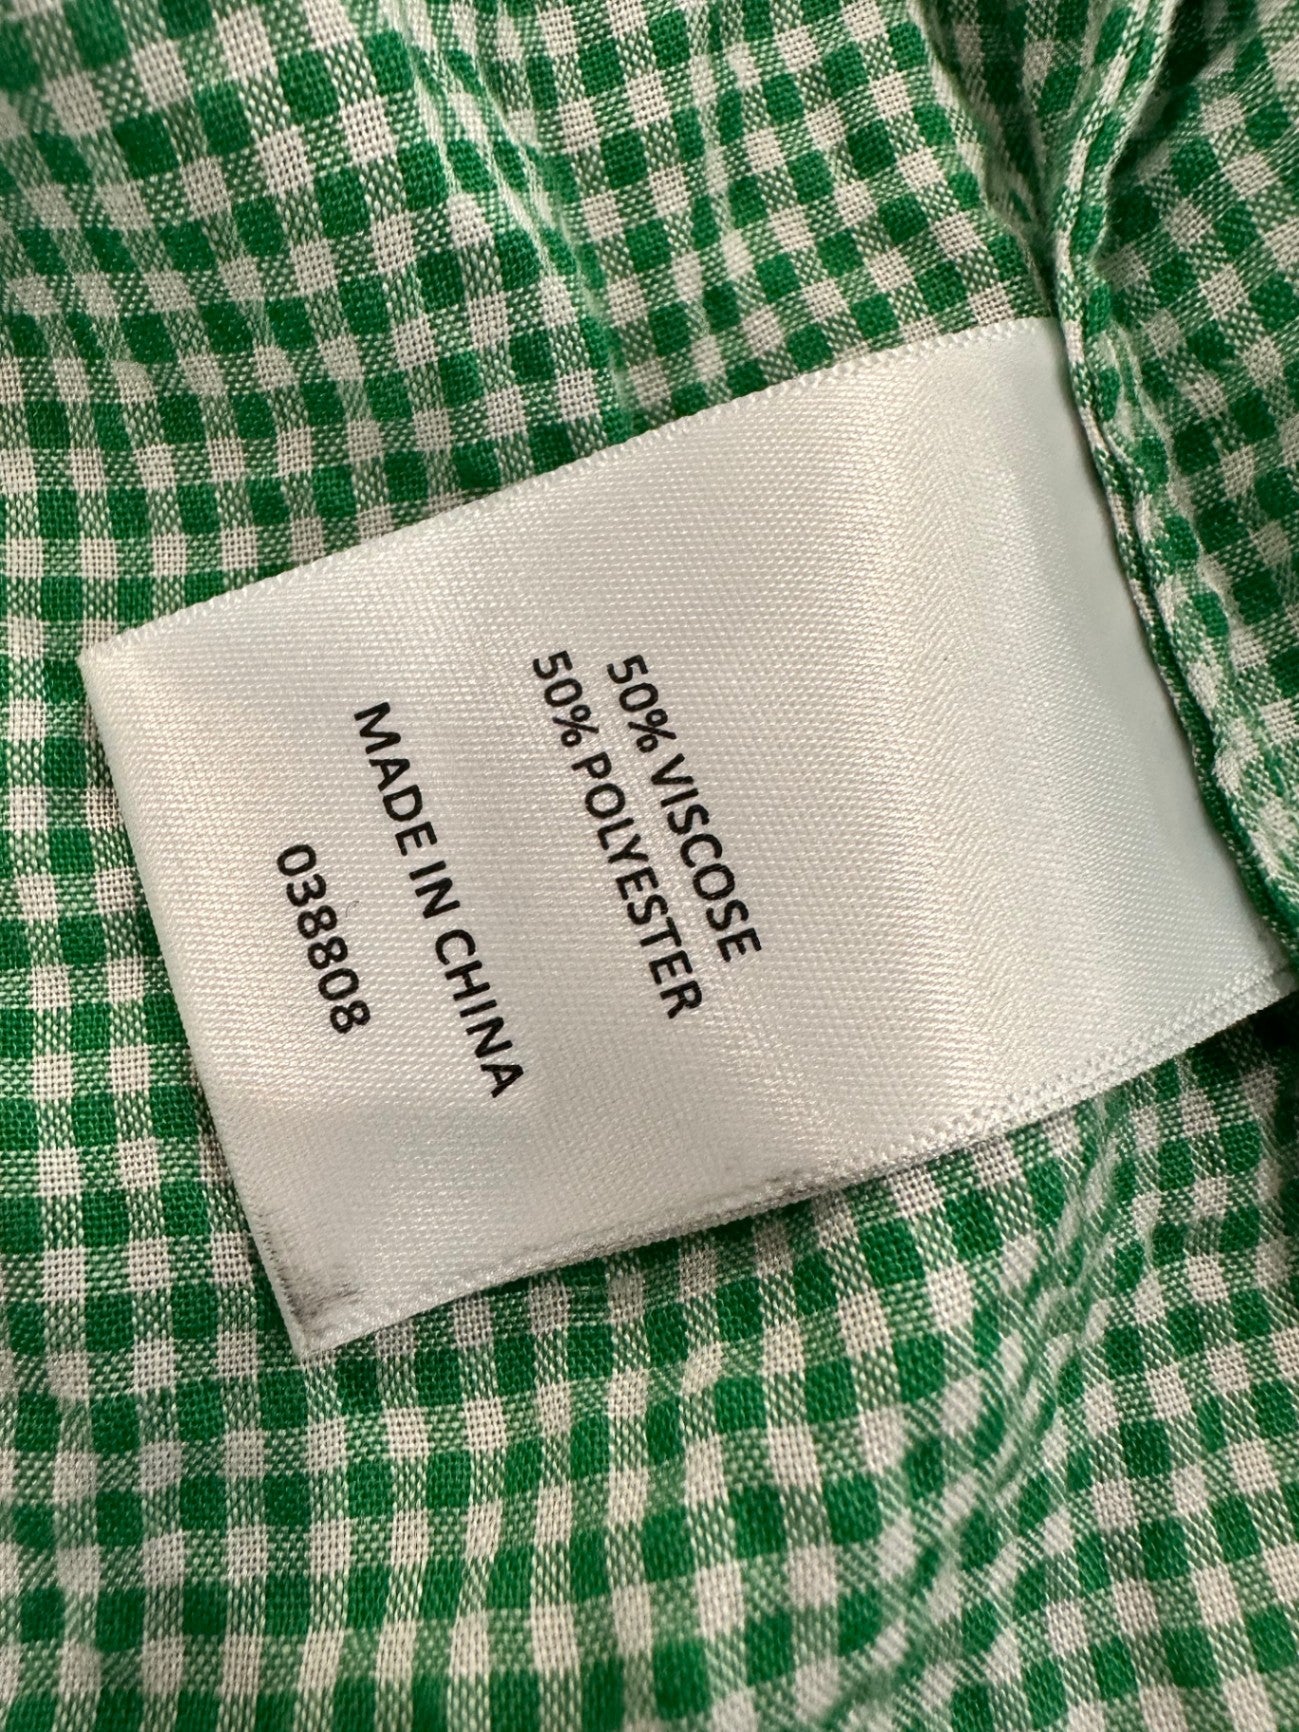 50% VISCOSE
50% POLYESTER
MADE IN CHINA
038808